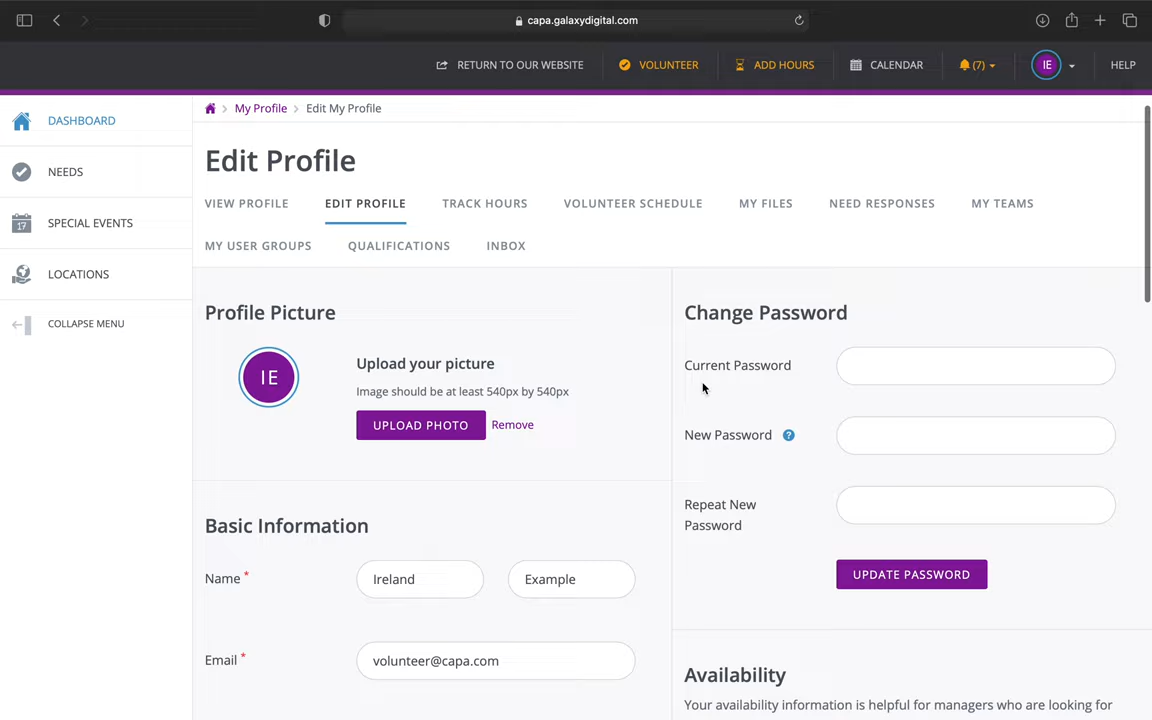 capa.galaxydigital.com
RETURN TO OUR WEBSITE
VOLUNTEER
ADD HOURS
CALENDAR
(7)
IE
HELP
DASHBOARD
NEEDS
17
SPECIAL EVENTS
LOCATIONS
COLLAPSE MENU
> My Profile > Edit My Profile
Edit Profile
VIEW PROFILE
EDIT PROFILE
TRACK HOURS
VOLUNTEER SCHEDULE
MY FILES
NEED RESPONSES
MY TEAMS
MY USER GROUPS
QUALIFICATIONS
INBOX
Profile Picture
IE
Upload your picture
Image should be at least 540px by 540px
UPLOAD PHOTO
Remove
Basic Information
Name *
Ireland
Example
Email *
volunteer@capa.com
Change Password
Current Password
New Password ?
Repeat New
Password
UPDATE PASSWORD
Availability
Your availability information is helpful for managers who are looking for